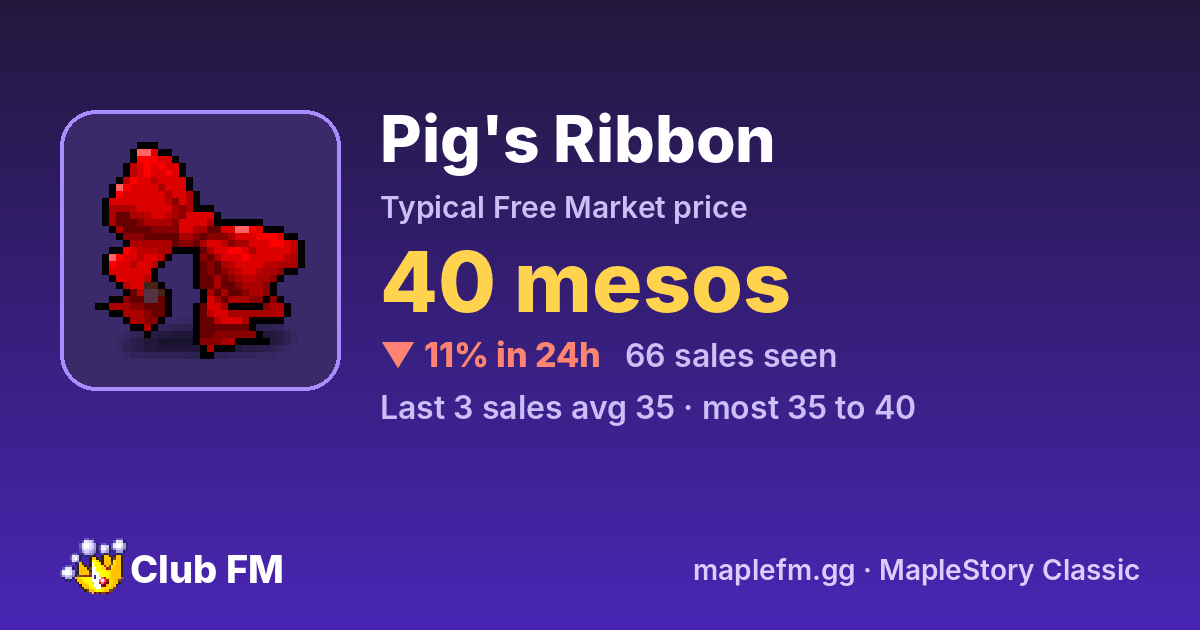 Pig's Ribbon
Typical Free Market price
40 mesos
▼ 11% in 24h 66 sales seen
Last 3 sales avg 35 · most 35 to 40
Club FM
maplefm.gg · MapleStory Classic